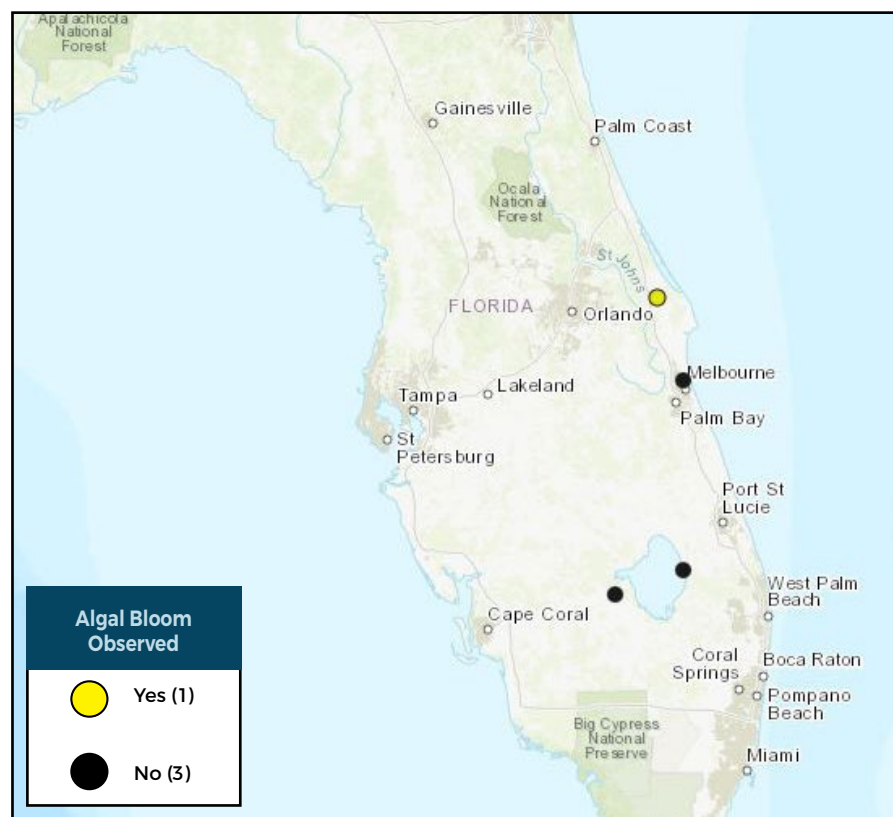 Apalachicola
National
Forest
Gainesville
Palm Coast
Ocala
National
Forest
St Johns
FLORIDA
Orlando
Melbourne
Lakeland
Tampa
Palm Bay
St
Petersburg
Port St
Lucie
West Palm
Beach
Cape Coral
Coral
Springs
Boca Raton
Pompano
Beach
Big Cypress
National
Preserve
Miami
Algal Bloom
Observed
Yes (1)
No (3)